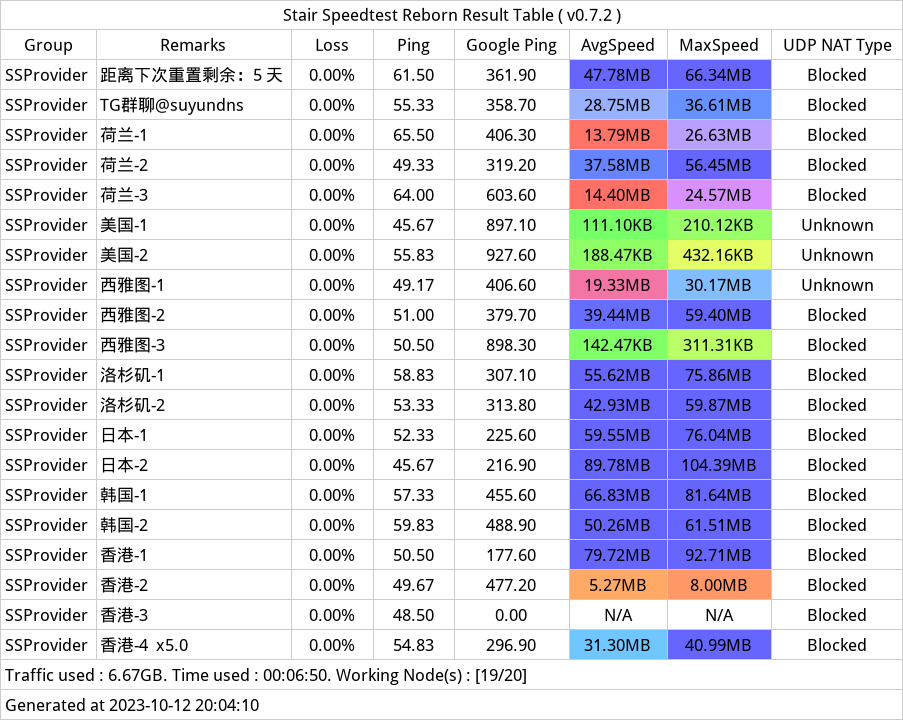 Stair Speedtest Reborn Result Table ( v0.7.2 )
Group Remarks Loss Ping Google Ping AvgSpeed MaxSpeed UDP NAT Type
SSProvider 距离下次重置剩余：5 天 0.00% 61.50 361.90 47.78MB 66.34MB Blocked
SSProvider TG群聊@suyundns 0.00% 55.33 358.70 28.75MB 36.61MB Blocked
SSProvider 荷兰-1 0.00% 65.50 406.30 13.79MB 26.63MB Blocked
SSProvider 荷兰-2 0.00% 49.33 319.20 37.58MB 56.45MB Blocked
SSProvider 荷兰-3 0.00% 64.00 603.60 14.40MB 24.57MB Blocked
SSProvider 美国-1 0.00% 45.67 897.10 111.10KB 210.12KB Unknown
SSProvider 美国-2 0.00% 55.83 927.60 188.47KB 432.16KB Unknown
SSProvider 西雅图-1 0.00% 49.17 406.60 19.33MB 30.17MB Unknown
SSProvider 西雅图-2 0.00% 51.00 379.70 39.44MB 59.40MB Blocked
SSProvider 西雅图-3 0.00% 50.50 898.30 142.47KB 311.31KB Blocked
SSProvider 洛杉矶-1 0.00% 58.83 307.10 55.62MB 75.86MB Blocked
SSProvider 洛杉矶-2 0.00% 53.33 313.80 42.93MB 59.87MB Blocked
SSProvider 日本-1 0.00% 52.33 225.60 59.55MB 76.04MB Blocked
SSProvider 日本-2 0.00% 45.67 216.90 89.78MB 104.39MB Blocked
SSProvider 韩国-1 0.00% 57.33 455.60 66.83MB 81.64MB Blocked
SSProvider 韩国-2 0.00% 59.83 488.90 50.26MB 61.51MB Blocked
SSProvider 香港-1 0.00% 50.50 177.60 79.72MB 92.71MB Blocked
SSProvider 香港-2 0.00% 49.67 477.20 5.27MB 8.00MB Blocked
SSProvider 香港-3 0.00% 48.50 0.00 N/A N/A Blocked
SSProvider 香港-4 x5.0 0.00% 54.83 296.90 31.30MB 40.99MB Blocked
Traffic used : 6.67GB. Time used : 00:06:50. Working Node(s) : [19/20]
Generated at 2023-10-12 20:04:10